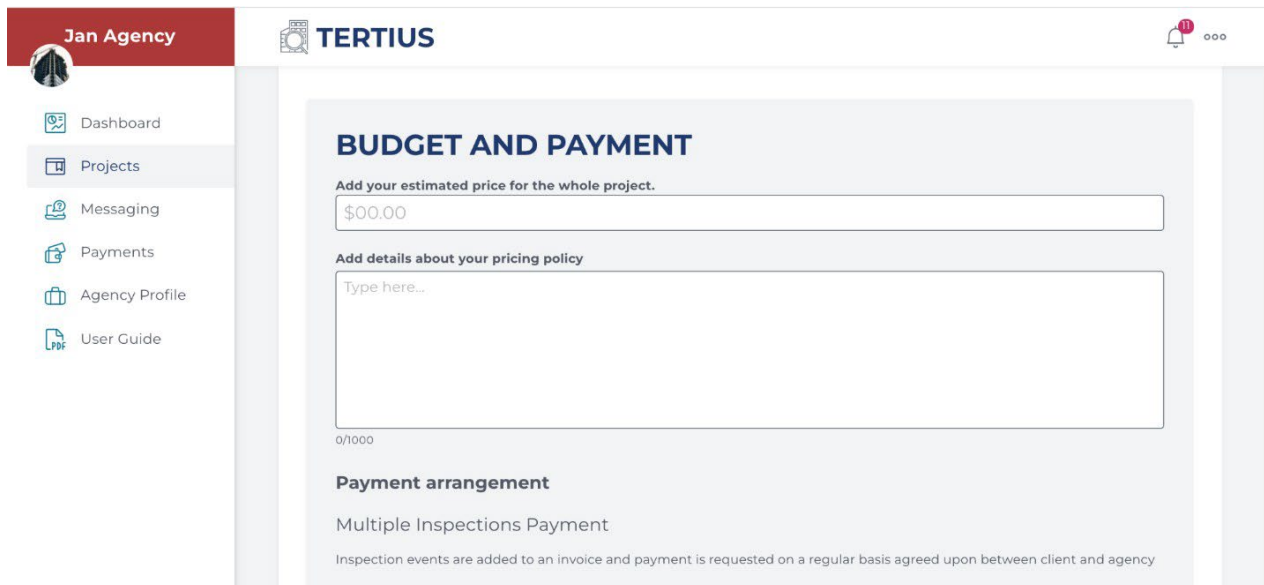 Jan Agency
TERTIUS
11
Dashboard
Projects
Messaging
Payments
Agency Profile
PDF
User Guide
BUDGET AND PAYMENT
Add your estimated price for the whole project.
$00.00
Add details about your pricing policy
Type here...
0/1000
Payment arrangement
Multiple Inspections Payment
Inspection events are added to an invoice and payment is requested on a regular basis agreed upon between client and agency